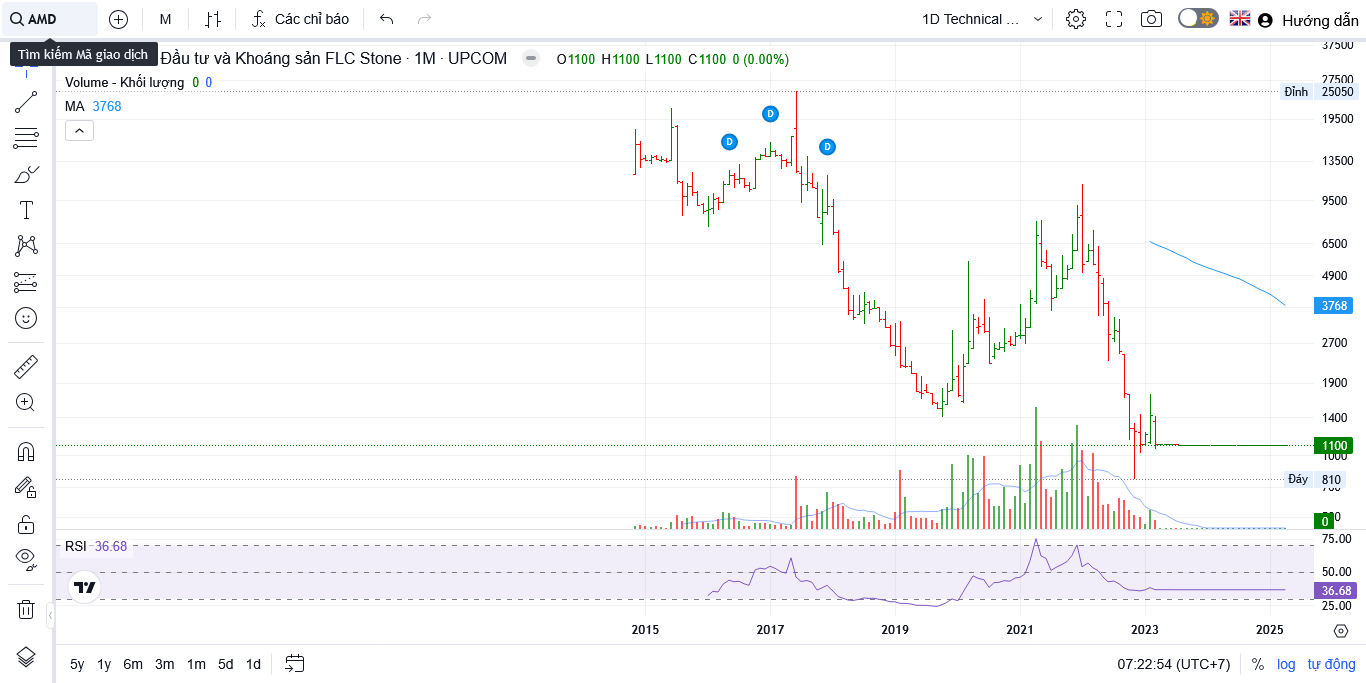 AMD M Các chỉ báo 1D Technical ... Hướng dẫn
Tìm kiếm Mã giao dịch Đầu tư và Khoáng sản FLC Stone · 1M · UPCOM O1100 H1100 L1100 C1100 0 (0.00%)
Volume - Khối lượng 0 0
MA 3768
37500
27500
Đỉnh 25050
19500
13500
9500
6500
4900
3768
2700
1900
1400
1100
1000
Đáy 810
0
D
D
D
RSI 36.68
75.00
50.00
36.68
25.00
2015 2017 2019 2021 2023 2025
5y 1y 6m 3m 1m 5d 1d 07:22:54 (UTC+7) % log tự động